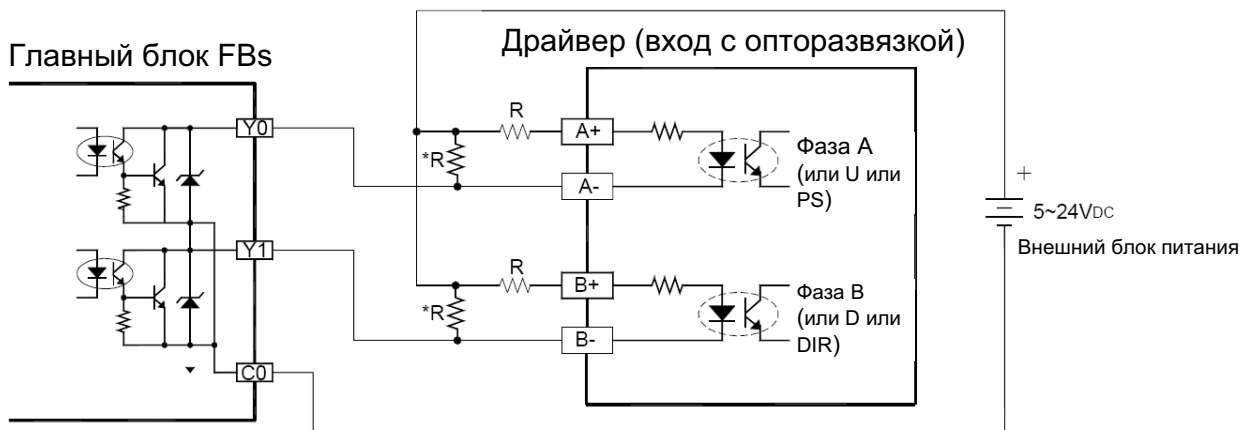 Главный блок FBs
Драйвер (вход с опторазвязкой)
Y0
Y1
C0
R
*R
A+
A-
Фаза A
(или U или
PS)
R
*R
B+
B-
Фаза B
(или D или
DIR)
+
5~24VDC
Внешний блок питания